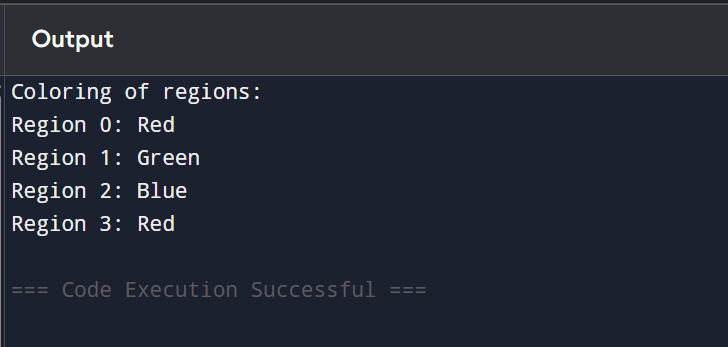 Output
Coloring of regions:
Region 0: Red
Region 1: Green
Region 2: Blue
Region 3: Red
=== Code Execution Successful ===